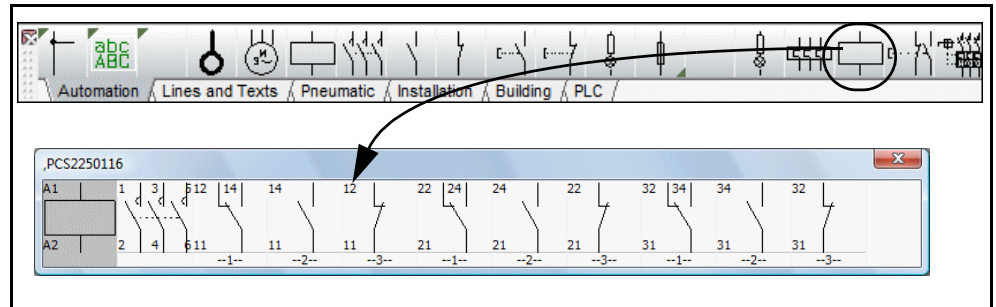 abc
ABC
Automation Lines and Texts Pneumatic Installation Building PLC
,PCS2250116
A1 1 3 5 12 14 14 12 22 24 24 22 32 34 34 32
A2 2 4 6 11 11 11 21 21 21 31 31 31
--1-- --2-- --3-- --1-- --2-- --3-- --1-- --2-- --3--